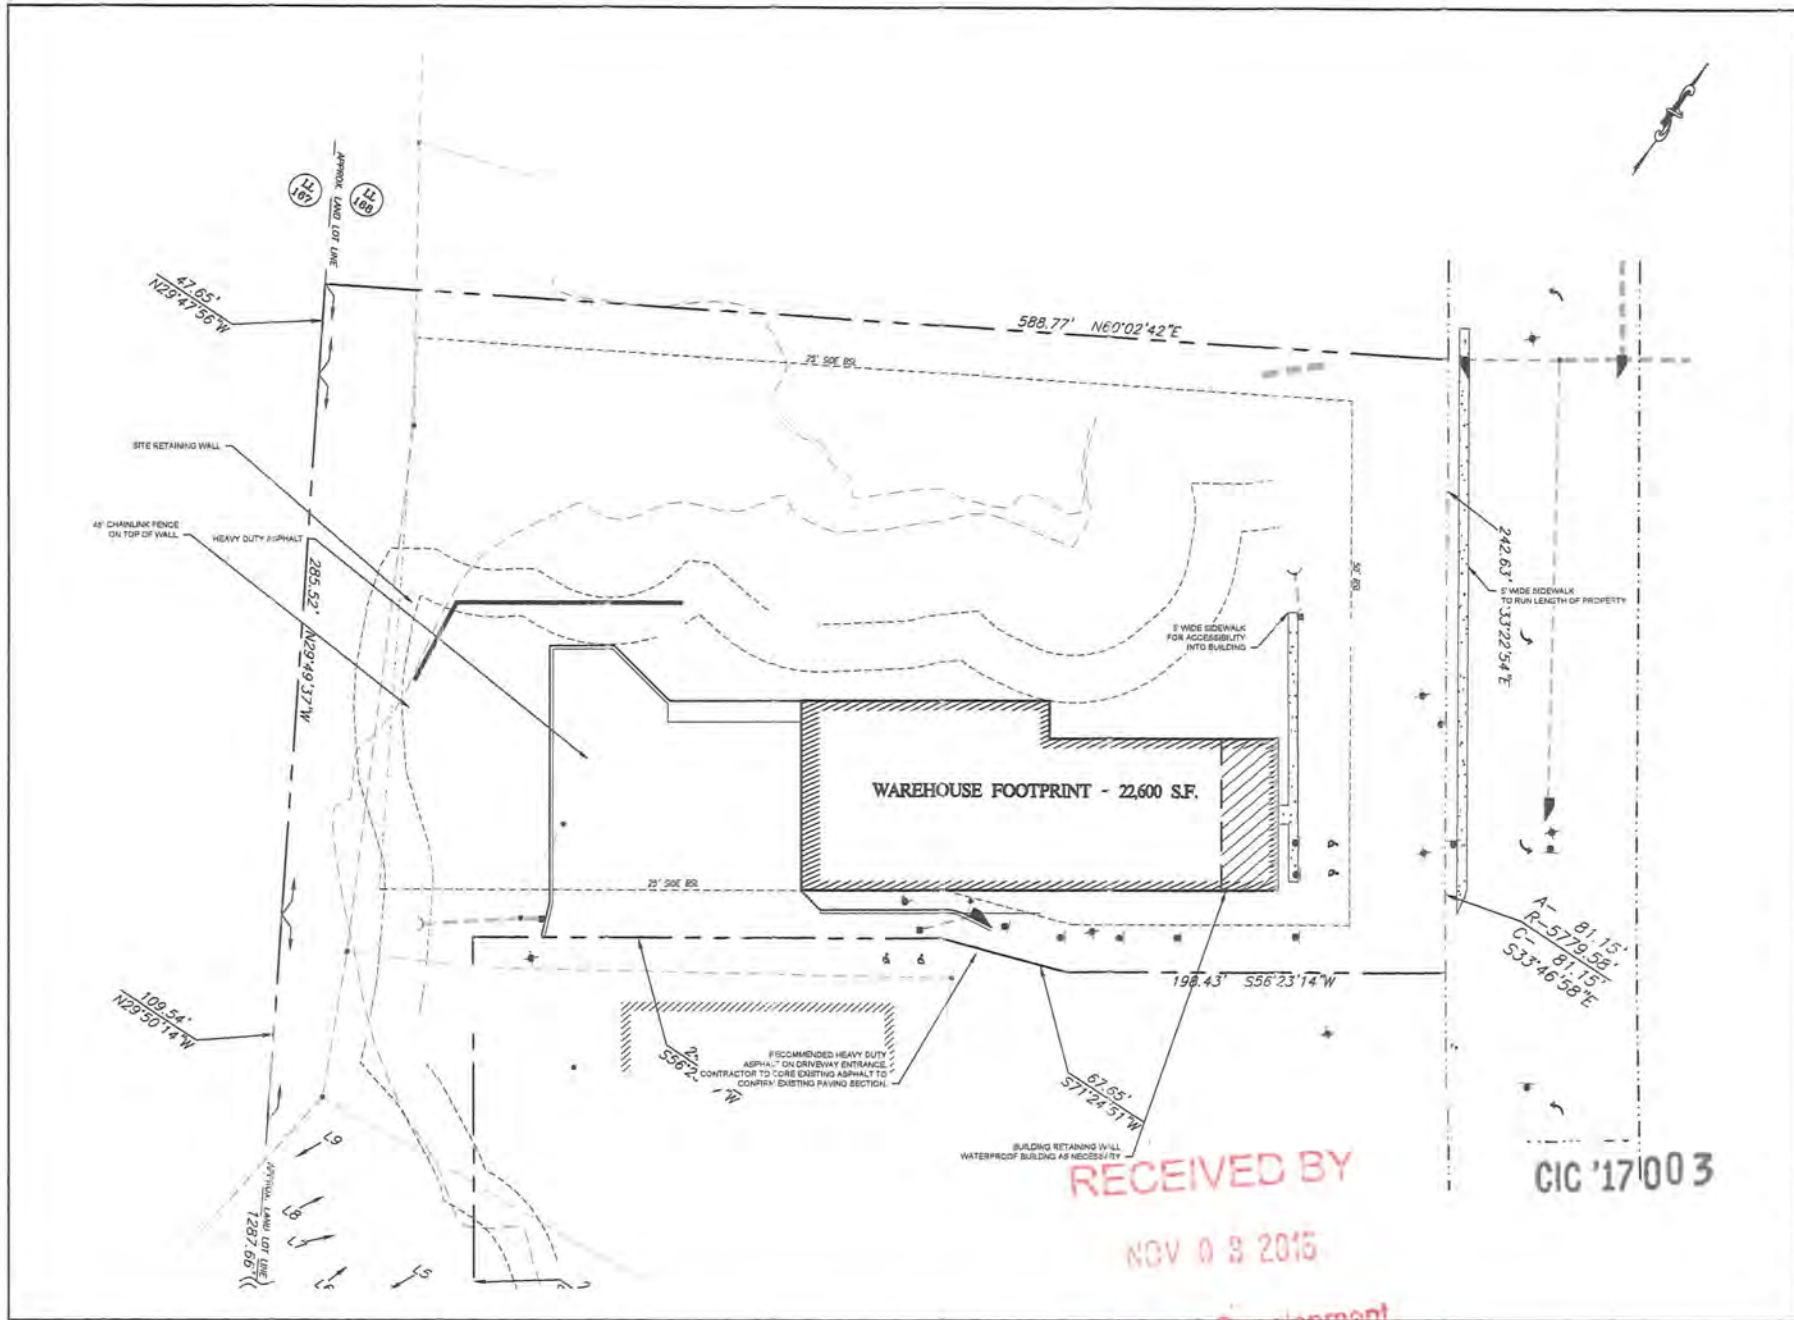 LL
167
LL
168
APPROX. LAND LOT LINE
47.65'
N29°47'56"W
588.77' N60°02'42"E
25' SIDE BSL
SITE RETAINING WALL
CHAINLINK FENCE
ON TOP OF WALL
HEAVY DUTY ASPHALT
285.52' N29°49'37"W
50' BSL
242.63'
33°22'54"E
5' WIDE SIDEWALK
TO RUN LENGTH OF PROPERTY
5' WIDE SIDEWALK
FOR ACCESSIBILITY
INTO BUILDING
WAREHOUSE FOOTPRINT - 22,600 S.F.
25' SIDE BSL
A- 81.15'
R-5779.58'
C- 81.15'
S33°46'58"E
198.43' S56°23'14"W
109.54'
N29°50'14"W
RECOMMENDED HEAVY DUTY
ASPHALT ON DRIVEWAY ENTRANCE.
CONTRACTOR TO CORE EXISTING ASPHALT TO
CONFIRM EXISTING PAVING SECTION.
67.65'
S71°24'51"W
BUILDING RETAINING WALL
WATERPROOF BUILDING AS NECESSARY
L9
L8
L5
APPROX. LAND LOT LINE
1287.66'
RECEIVED BY
NOV 03 2016
CIC '17 003